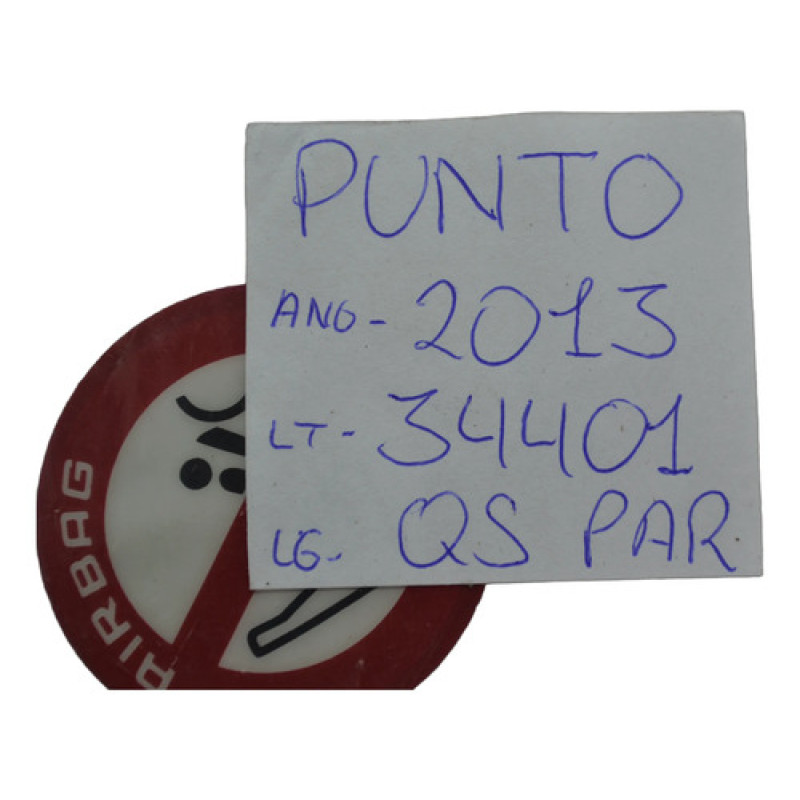 PUNTO
ANO - 2013
LT - 34401
LG - QS PAR
AIRBAG